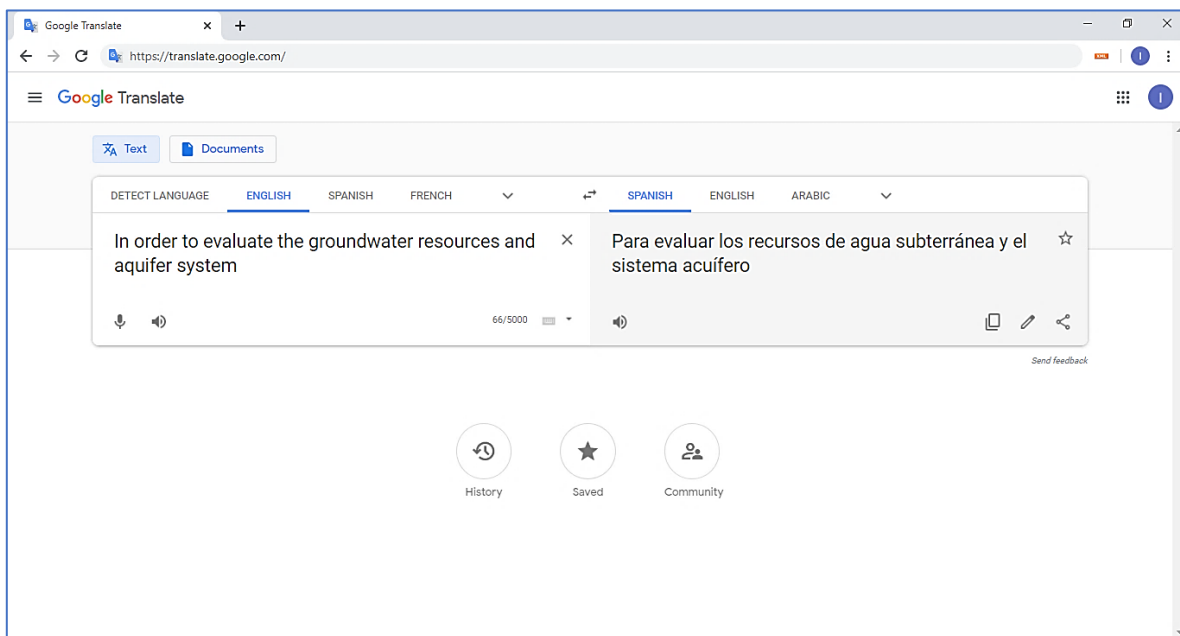 Google Translate
https://translate.google.com/
XML
I
Google Translate
I
Text
Documents
DETECT LANGUAGE ENGLISH SPANISH FRENCH
SPANISH ENGLISH ARABIC
In order to evaluate the groundwater resources and
aquifer system
66/5000
Para evaluar los recursos de agua subterránea y el
sistema acuífero
Send feedback
History
Saved
Community